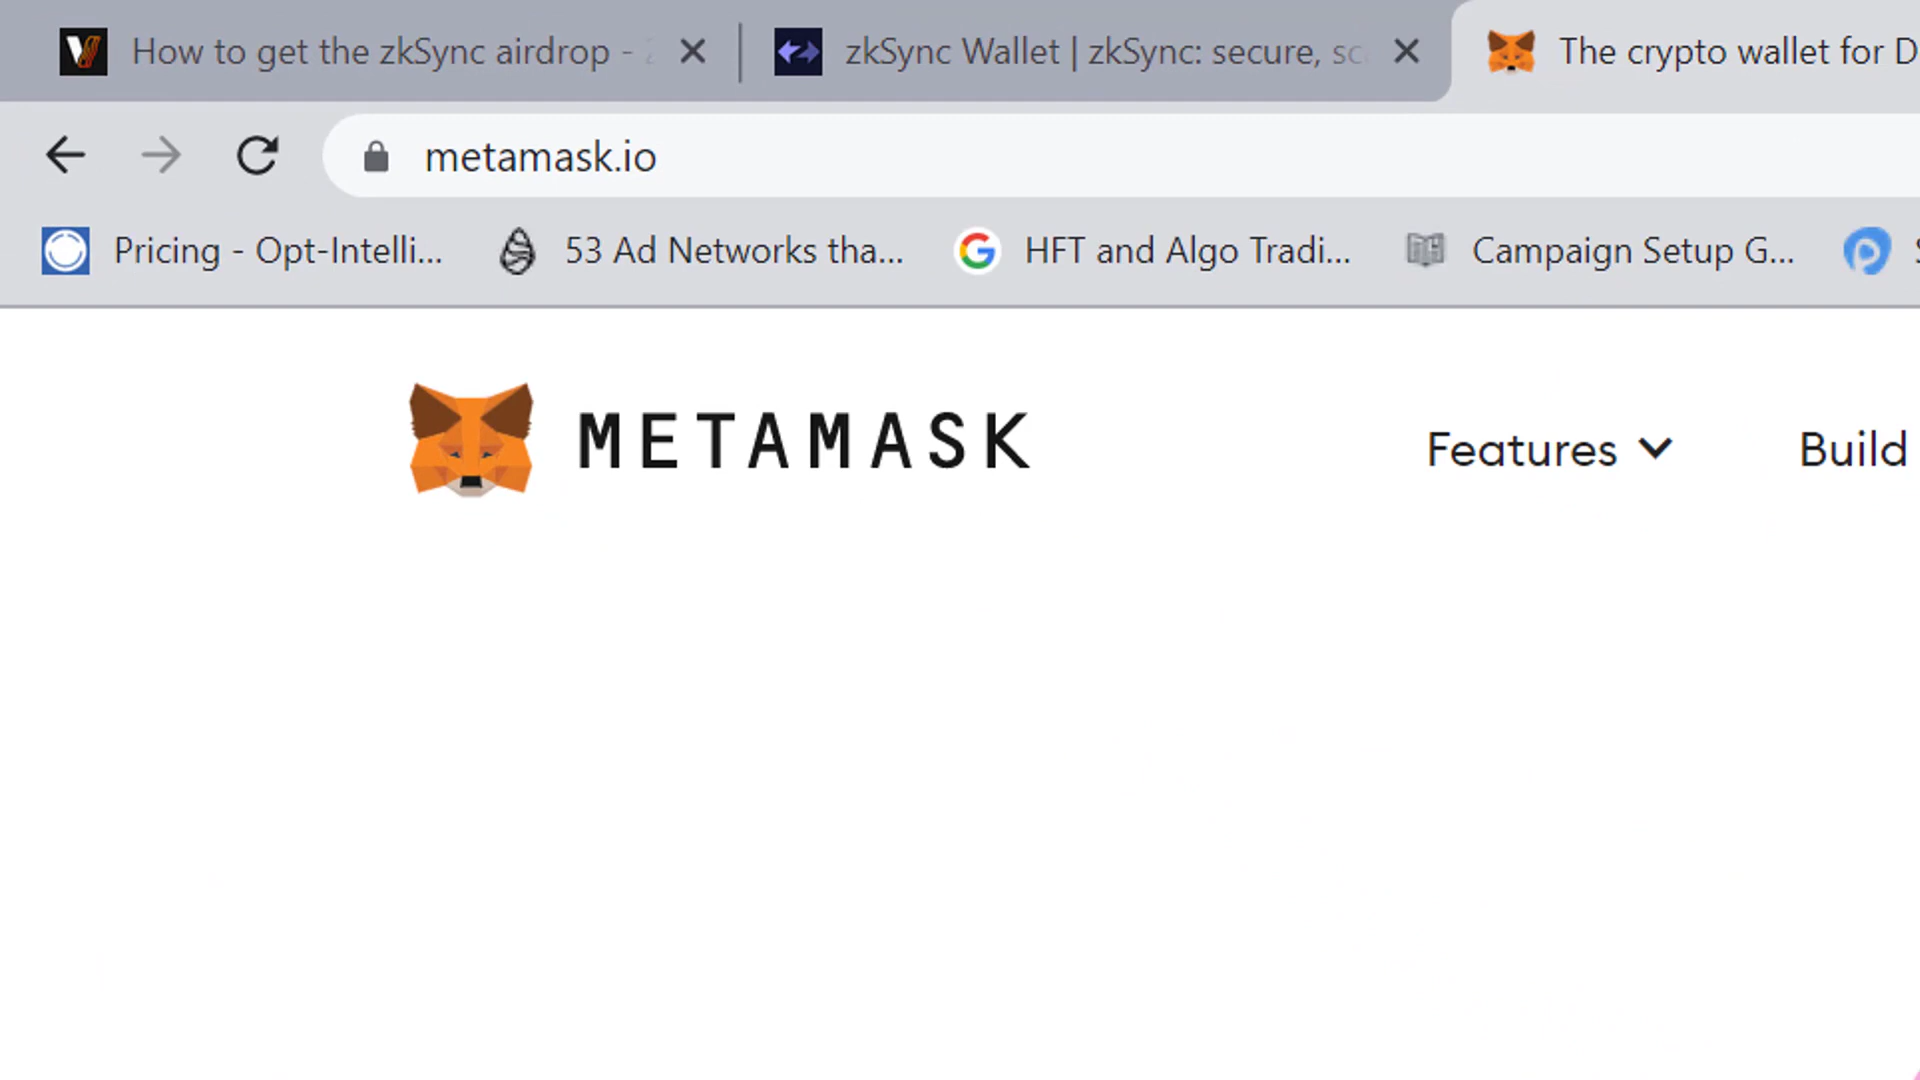 How to get the zkSync airdrop -
zkSync Wallet | zkSync: secure, sc
The crypto wallet for D
metamask.io
Pricing - Opt-Intelli...
53 Ad Networks tha...
HFT and Algo Tradi...
Campaign Setup G...
METAMASK
Features
Build